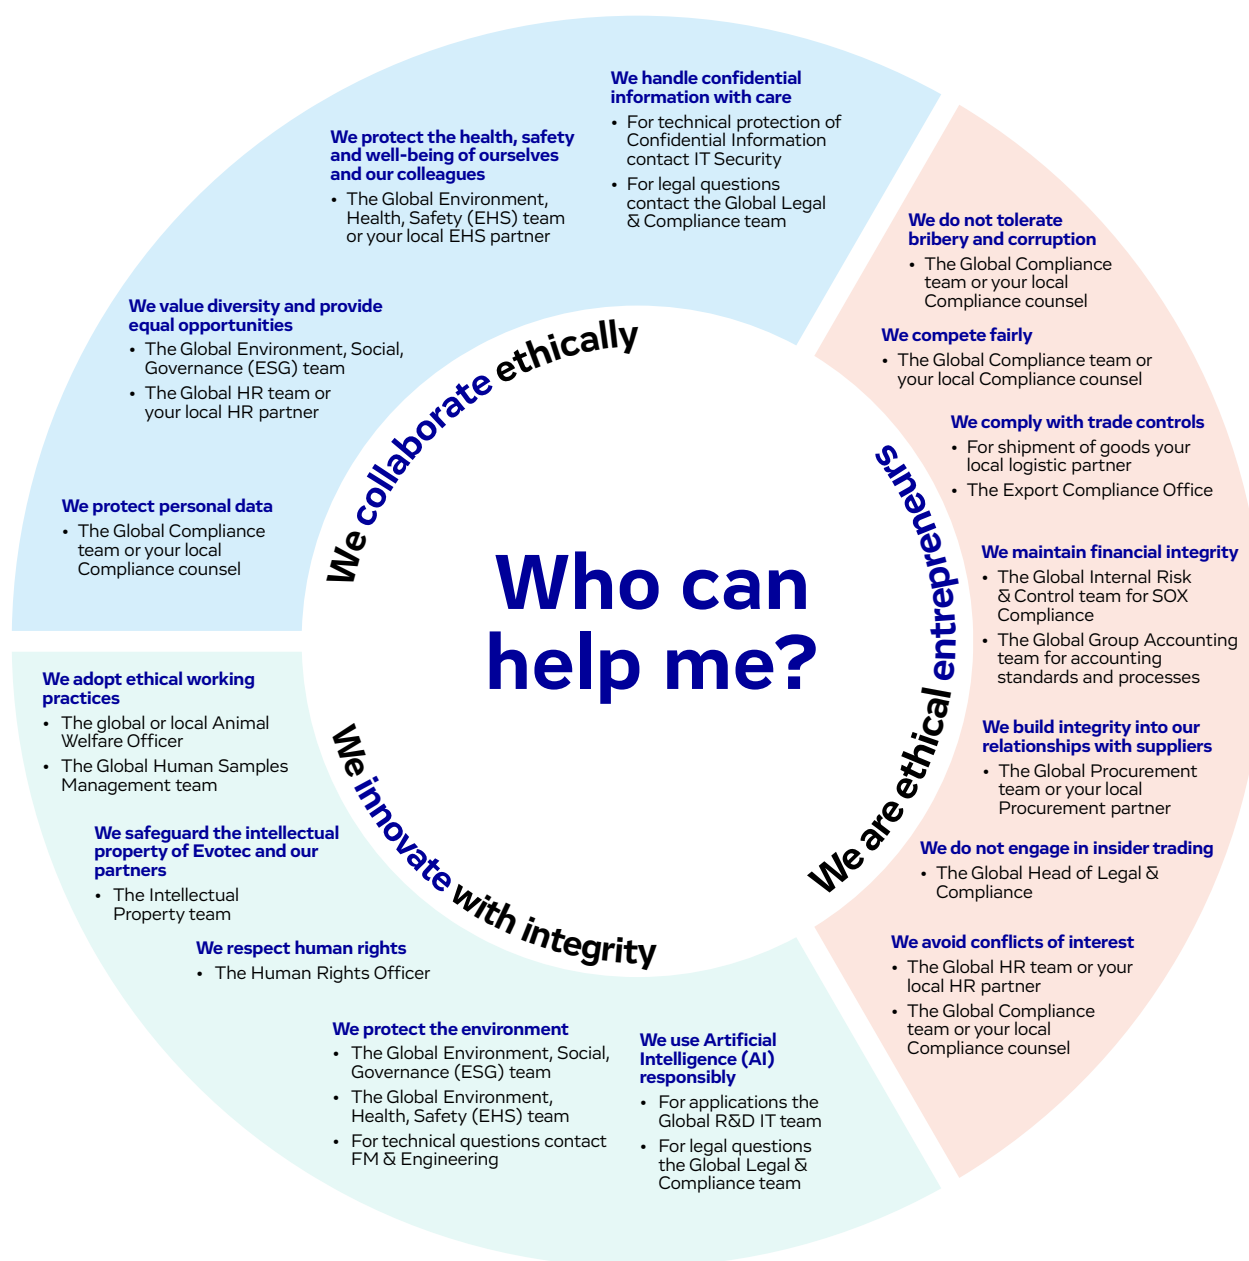 Who can
help me?
We collaborate ethically
We protect personal data
• The Global Compliance
team or your local
Compliance counsel
We value diversity and provide
equal opportunities
• The Global Environment, Social,
Governance (ESG) team
• The Global HR team or
your local HR partner
We protect the health, safety
and well-being of ourselves
and our colleagues
• The Global Environment,
Health, Safety (EHS) team
or your local EHS partner
We handle confidential
information with care
• For technical protection of
Confidential Information
contact IT Security
• For legal questions
contact the Global Legal
& Compliance team
We are ethical entrepreneurs
We do not tolerate
bribery and corruption
• The Global Compliance
team or your local
Compliance counsel
We compete fairly
• The Global Compliance team or
your local Compliance counsel
We comply with trade controls
• For shipment of goods your
local logistic partner
• The Export Compliance Office
We maintain financial integrity
• The Global Internal Risk
& Control team for SOX
Compliance
• The Global Group Accounting
team for accounting
standards and processes
We build integrity into our
relationships with suppliers
• The Global Procurement
team or your local
Procurement partner
We do not engage in insider trading
• The Global Head of Legal &
Compliance
We avoid conflicts of interest
• The Global HR team or your
local HR partner
• The Global Compliance
team or your local
Compliance counsel
We innovate with integrity
We adopt ethical working
practices
• The global or local Animal
Welfare Officer
• The Global Human Samples
Management team
We safeguard the intellectual
property of Evotec and our
partners
• The Intellectual
Property team
We respect human rights
• The Human Rights Officer
We protect the environment
• The Global Environment, Social,
Governance (ESG) team
• The Global Environment,
Health, Safety (EHS) team
• For technical questions contact
FM & Engineering
We use Artificial
Intelligence (AI)
responsibly
• For applications the
Global R&D IT team
• For legal questions
the Global Legal &
Compliance team